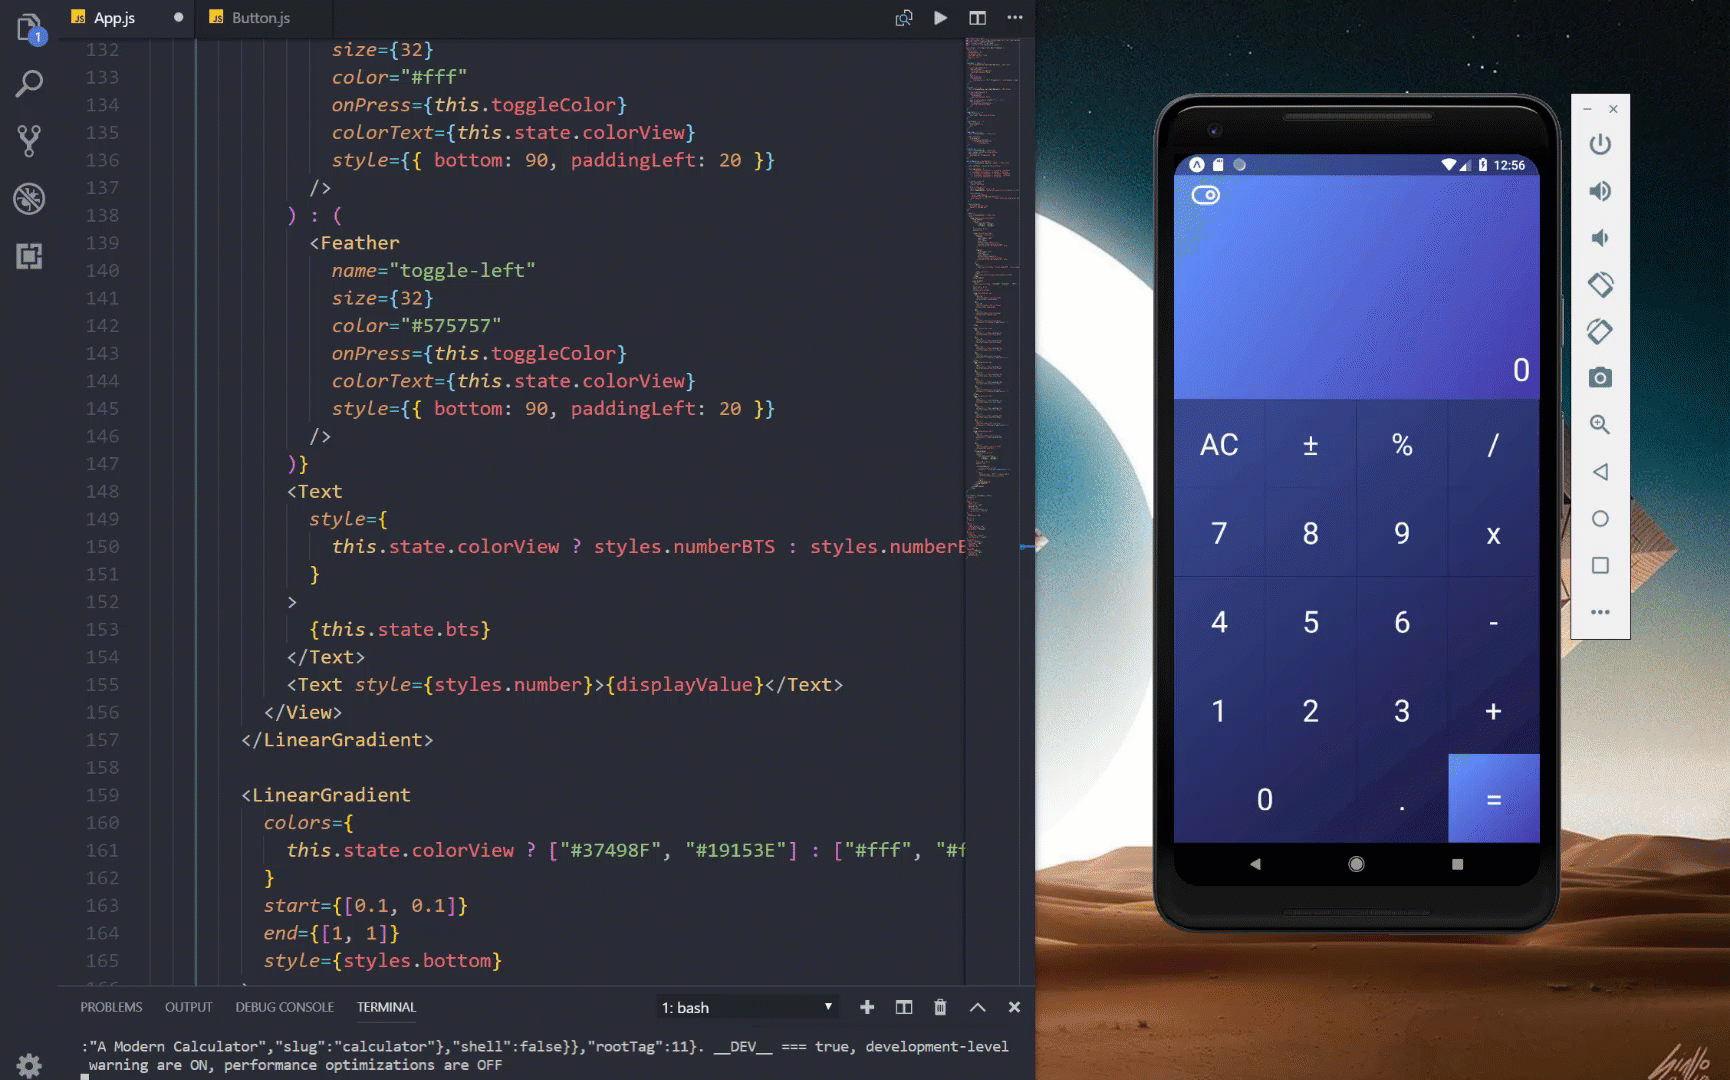 App.js
Button.js
1
132 size={32}
133 color="#fff"
134 onPress={this.toggleColor}
135 colorText={this.state.colorView}
136 style={{ bottom: 90, paddingLeft: 20 }}
137 />
138 ) : (
139 <Feather
140 name="toggle-left"
141 size={32}
142 color="#575757"
143 onPress={this.toggleColor}
144 colorText={this.state.colorView}
145 style={{ bottom: 90, paddingLeft: 20 }}
146 />
147 )}
148 <Text
149 style={
150 this.state.colorView ? styles.numberBTS : styles.numberB
151 }
152 >
153 {this.state.bts}
154 </Text>
155 <Text style={styles.number}>{displayValue}</Text>
156 </View>
157 </LinearGradient>
158
159 <LinearGradient
160 colors={
161 this.state.colorView ? ["#37498F", "#19153E"] : ["#fff", "#f
162 }
163 start={[0.1, 0.1]}
164 end={[1, 1]}
165 style={styles.bottom}
PROBLEMS OUTPUT DEBUG CONSOLE TERMINAL
1: bash
:"A Modern Calculator","slug":"calculator"},"shell":false}},"rootTag":11}. __DEV__ === true, development-level
warning are ON, performance optimizations are OFF
12:56
0
AC ± % /
7 8 9 x
4 5 6 -
1 2 3 +
0 . =